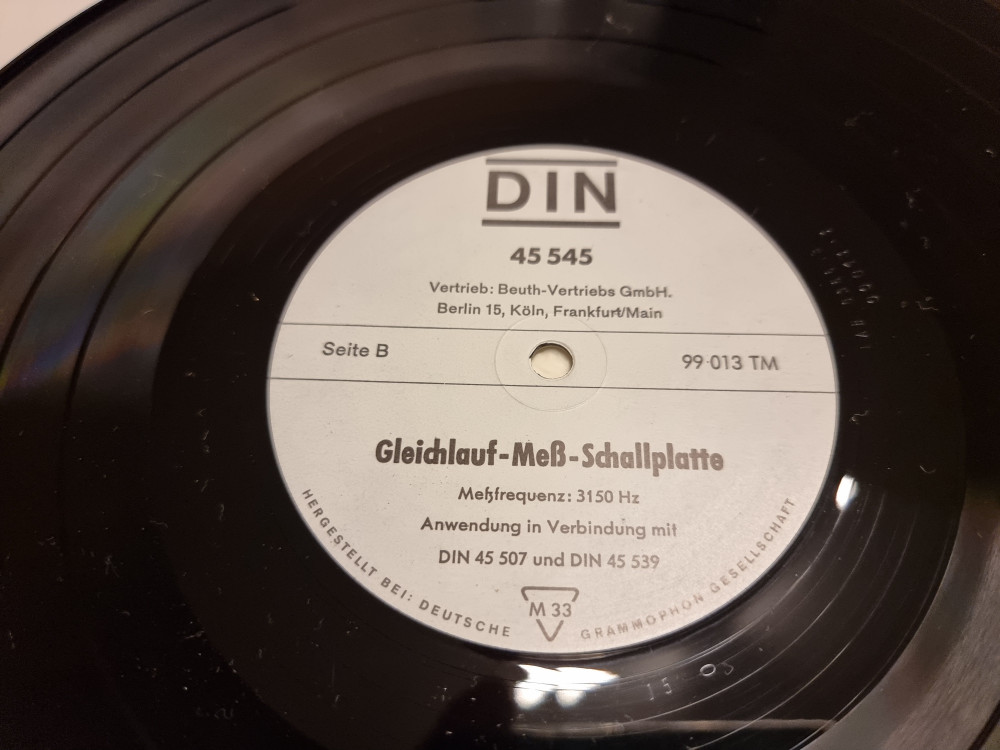 DIN
45 545
Vertrieb: Beuth-Vertriebs GmbH.
Berlin 15, Köln, Frankfurt/Main
Seite B
99·013 TM
Gleichlauf-Meß-Schallplatte
Meßfrequenz: 3150 Hz
Anwendung in Verbindung mit
DIN 45 507 und DIN 45 539
M 33
HERGESTELLT BEI: DEUTSCHE GRAMMOPHON GESELLSCHAFT